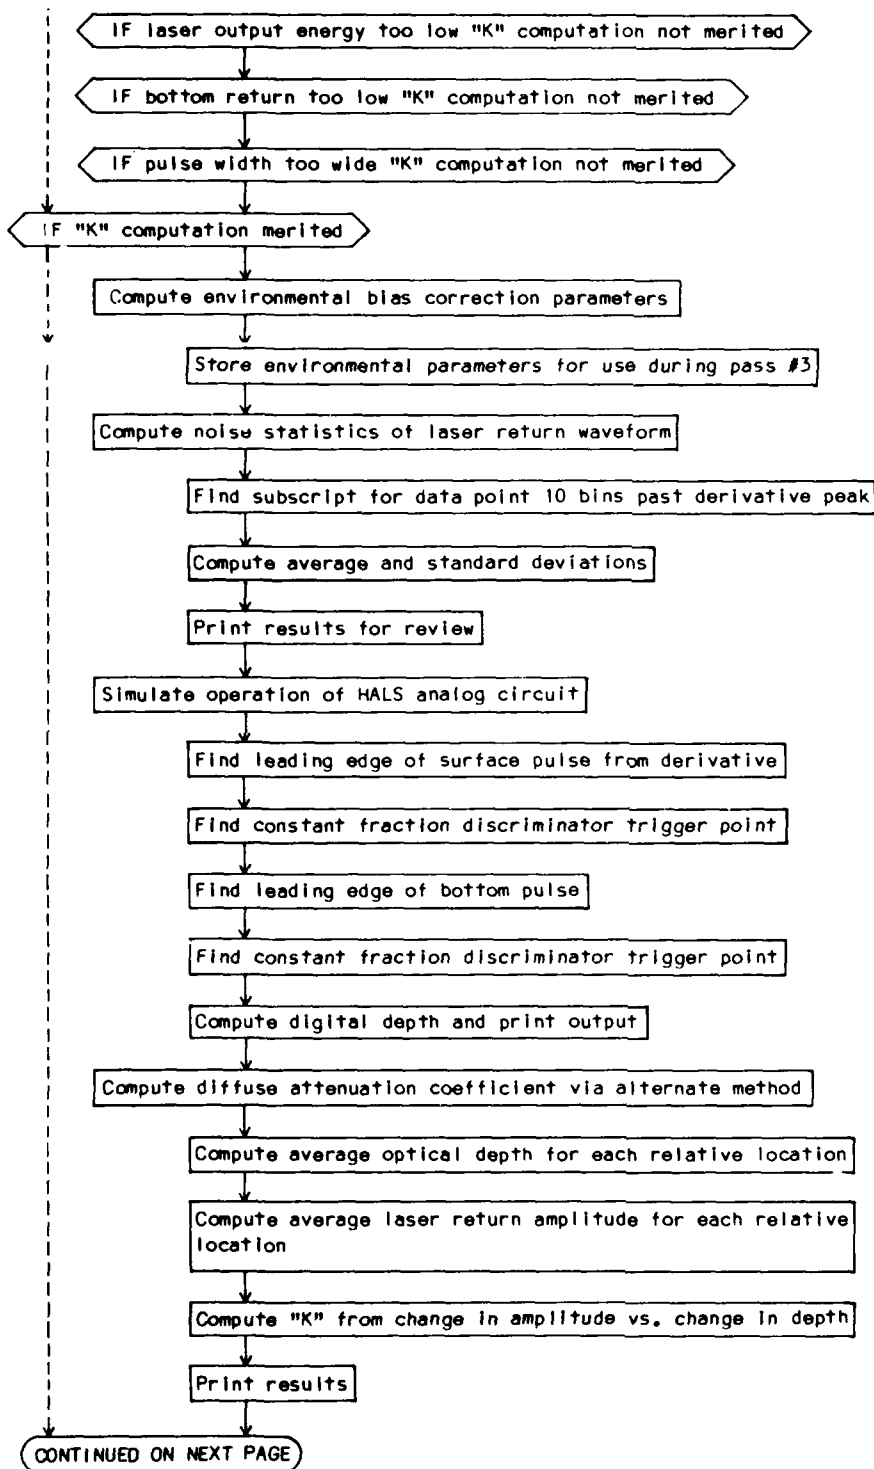 IF laser output energy too low "K" computation not merited
IF bottom return too low "K" computation not merited
IF pulse width too wide "K" computation not merited
IF "K" computation merited
Compute environmental bias correction parameters
Store environmental parameters for use during pass #3
Compute noise statistics of laser return waveform
Find subscript for data point 10 bins past derivative peak
Compute average and standard deviations
Print results for review
Simulate operation of HALS analog circuit
Find leading edge of surface pulse from derivative
Find constant fraction discriminator trigger point
Find leading edge of bottom pulse
Find constant fraction discriminator trigger point
Compute digital depth and print output
Compute diffuse attenuation coefficient via alternate method
Compute average optical depth for each relative location
Compute average laser return amplitude for each relative
location
Compute "K" from change in amplitude vs. change in depth
Print results
CONTINUED ON NEXT PAGE